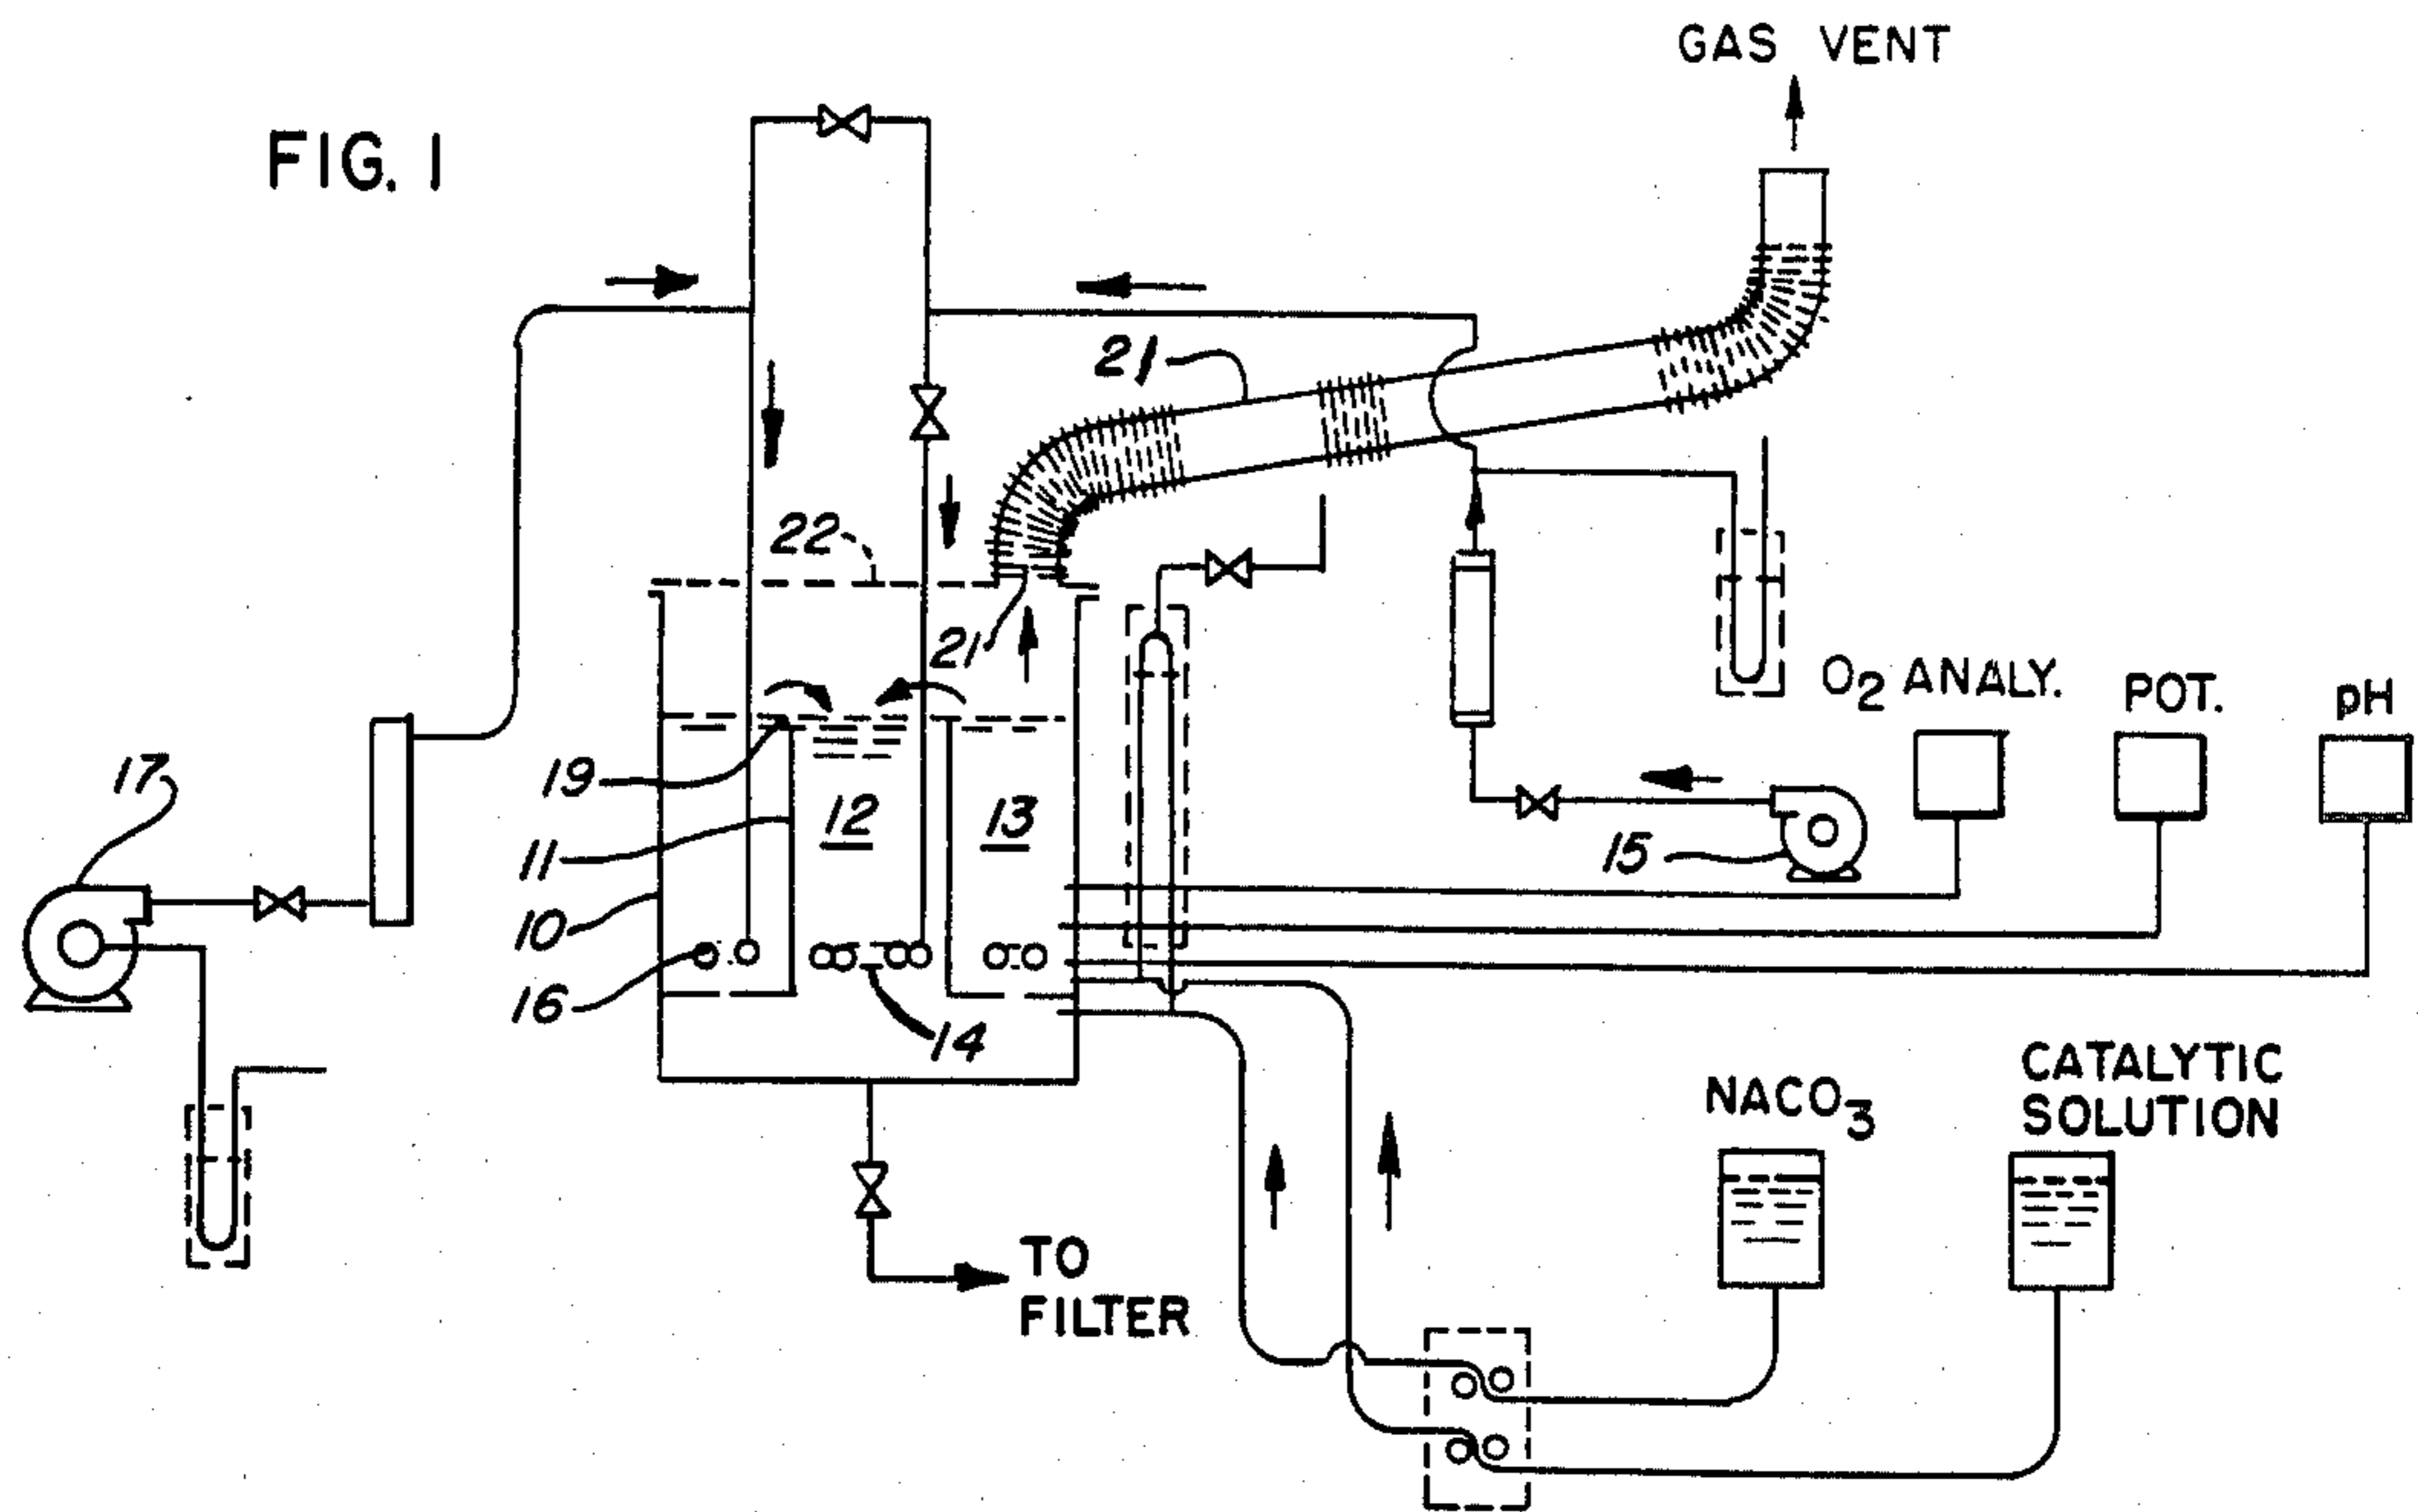 GAS VENT
FIG. 1
21
22
21
O2 ANALY.
POT.
pH
17
19
12
13
11
15
10
16
14
NACO3
CATALYTIC
SOLUTION
TO
FILTER